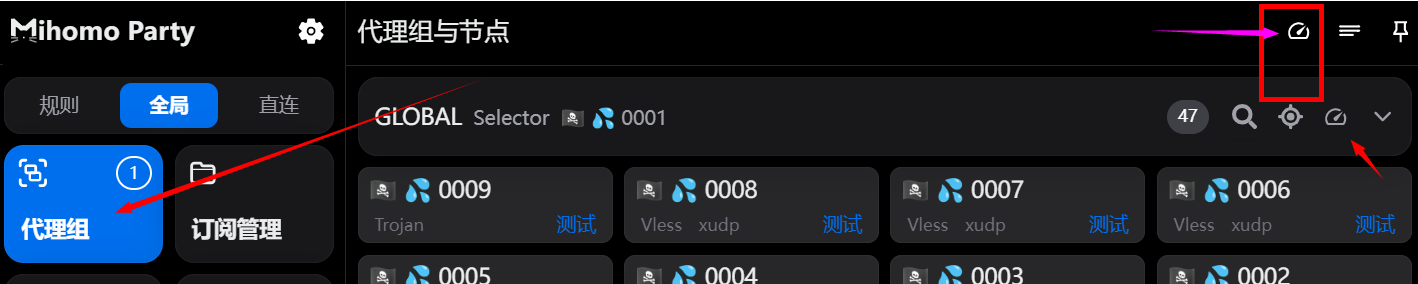 Mihomo Party
代理组与节点
规则 全局 直连
GLOBAL Selector 🏴‍☠️ 💦 0001 47
1
代理组 订阅管理
🏴‍☠️ 💦 0009 🏴‍☠️ 💦 0008 🏴‍☠️ 💦 0007 🏴‍☠️ 💦 0006
Trojan 测试 Vless xudp 测试 Vless xudp 测试 Vless xudp 测试
🏴‍☠️ 💦 0005 🏴‍☠️ 💦 0004 🏴‍☠️ 💦 0003 🏴‍☠️ 💦 0002